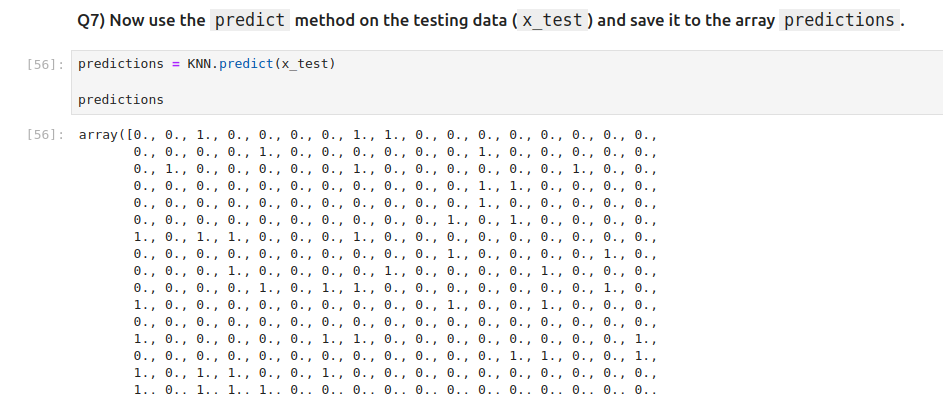 Q7) Now use the predict method on the testing data (x_test) and save it to the array predictions.
[56]: predictions = KNN.predict(x_test)
predictions
[56]: array([0., 0., 1., 0., 0., 0., 0., 1., 1., 0., 0., 0., 0., 0., 0., 0., 0.,
0., 0., 0., 0., 1., 0., 0., 0., 0., 0., 0., 1., 0., 0., 0., 0., 0.,
0., 1., 0., 0., 0., 0., 0., 1., 0., 0., 0., 0., 0., 0., 1., 0., 0.,
0., 0., 0., 0., 0., 0., 0., 0., 0., 0., 0., 1., 1., 0., 0., 0., 0.,
0., 0., 0., 0., 0., 0., 0., 0., 0., 0., 0., 1., 0., 0., 0., 0., 0.,
0., 0., 0., 0., 0., 0., 0., 0., 0., 0., 1., 0., 1., 0., 0., 0., 0.,
1., 0., 1., 1., 0., 0., 0., 1., 0., 0., 0., 0., 0., 0., 0., 0., 0.,
0., 0., 0., 0., 0., 0., 0., 0., 0., 0., 1., 0., 0., 0., 0., 1., 0.,
0., 0., 0., 1., 0., 0., 0., 0., 1., 0., 0., 0., 0., 1., 0., 0., 0.,
0., 0., 0., 0., 1., 0., 1., 1., 0., 0., 0., 0., 0., 0., 0., 1., 0.,
1., 0., 0., 0., 0., 0., 0., 0., 0., 0., 1., 0., 0., 1., 0., 0., 0.,
0., 0., 0., 0., 0., 0., 0., 0., 0., 0., 0., 0., 0., 0., 0., 0., 0.,
1., 0., 0., 0., 0., 0., 1., 1., 0., 0., 0., 0., 0., 0., 0., 0., 1.,
0., 0., 0., 0., 0., 0., 0., 0., 0., 0., 0., 0., 1., 1., 0., 0., 1.,
1., 0., 1., 1., 0., 0., 1., 0., 0., 0., 0., 0., 0., 0., 0., 0., 0.,
1., 0., 1., 1., 1., 0., 0., 0., 0., 0., 0., 0., 0., 0., 0., 0., 0.,